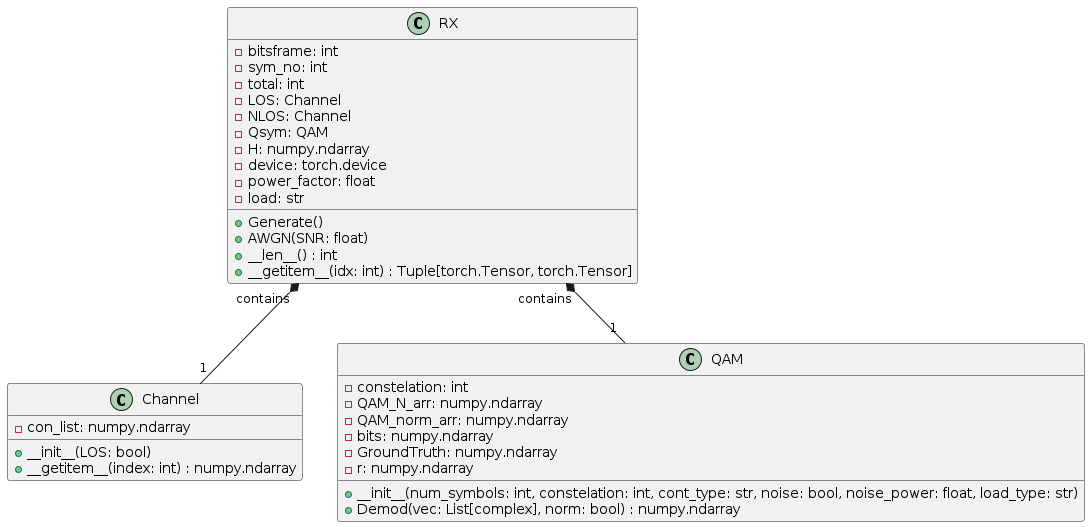 C RX
bitsframe: int
sym_no: int
total: int
LOS: Channel
NLOS: Channel
Qsym: QAM
H: numpy.ndarray
device: torch.device
power_factor: float
load: str
Generate()
AWGN(SNR: float)
__len__() : int
__getitem__(idx: int) : Tuple[torch.Tensor, torch.Tensor]
contains
contains
1
1
C Channel
con_list: numpy.ndarray
__init__(LOS: bool)
__getitem__(index: int) : numpy.ndarray
C QAM
constelation: int
QAM_N_arr: numpy.ndarray
QAM_norm_arr: numpy.ndarray
bits: numpy.ndarray
GroundTruth: numpy.ndarray
r: numpy.ndarray
__init__(num_symbols: int, constelation: int, cont_type: str, noise: bool, noise_power: float, load_type: str)
Demod(vec: List[complex], norm: bool) : numpy.ndarray